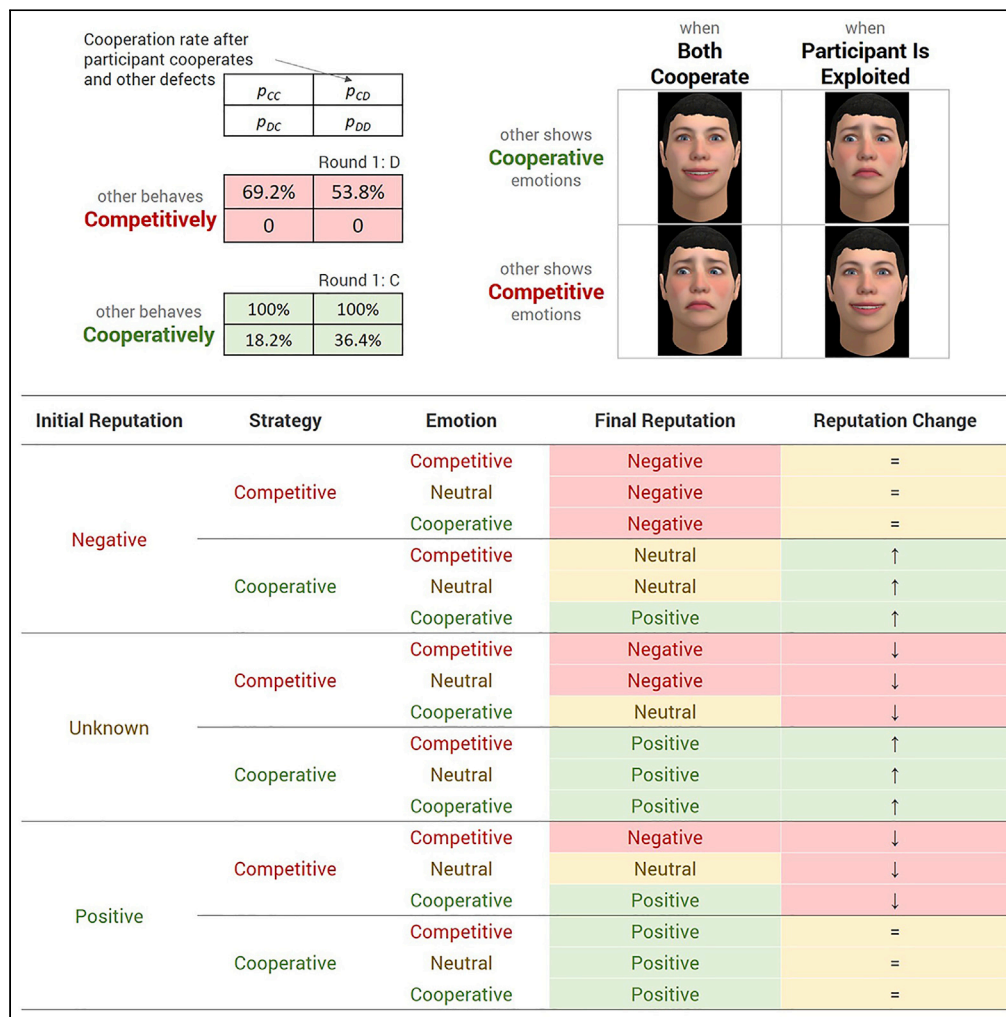 Cooperation rate after
participant cooperates
and other defects
p_CC p_CD
p_DC p_DD
Round 1: D
other behaves
Competitively
69.2% 53.8%
0 0
Round 1: C
other behaves
Cooperatively
100% 100%
18.2% 36.4%
when
Both
Cooperate
when
Participant Is
Exploited
other shows
Cooperative
emotions
other shows
Competitive
emotions
Initial Reputation Strategy Emotion Final Reputation Reputation Change
Negative
Competitive
Competitive Negative =
Neutral Negative =
Cooperative Negative =
Cooperative
Competitive Neutral ↑
Neutral Neutral ↑
Cooperative Positive ↑
Unknown
Competitive
Competitive Negative ↓
Neutral Negative ↓
Cooperative Neutral ↓
Cooperative
Competitive Positive ↑
Neutral Positive ↑
Cooperative Positive ↑
Positive
Competitive
Competitive Negative ↓
Neutral Neutral ↓
Cooperative Positive ↓
Cooperative
Competitive Positive =
Neutral Positive =
Cooperative Positive =